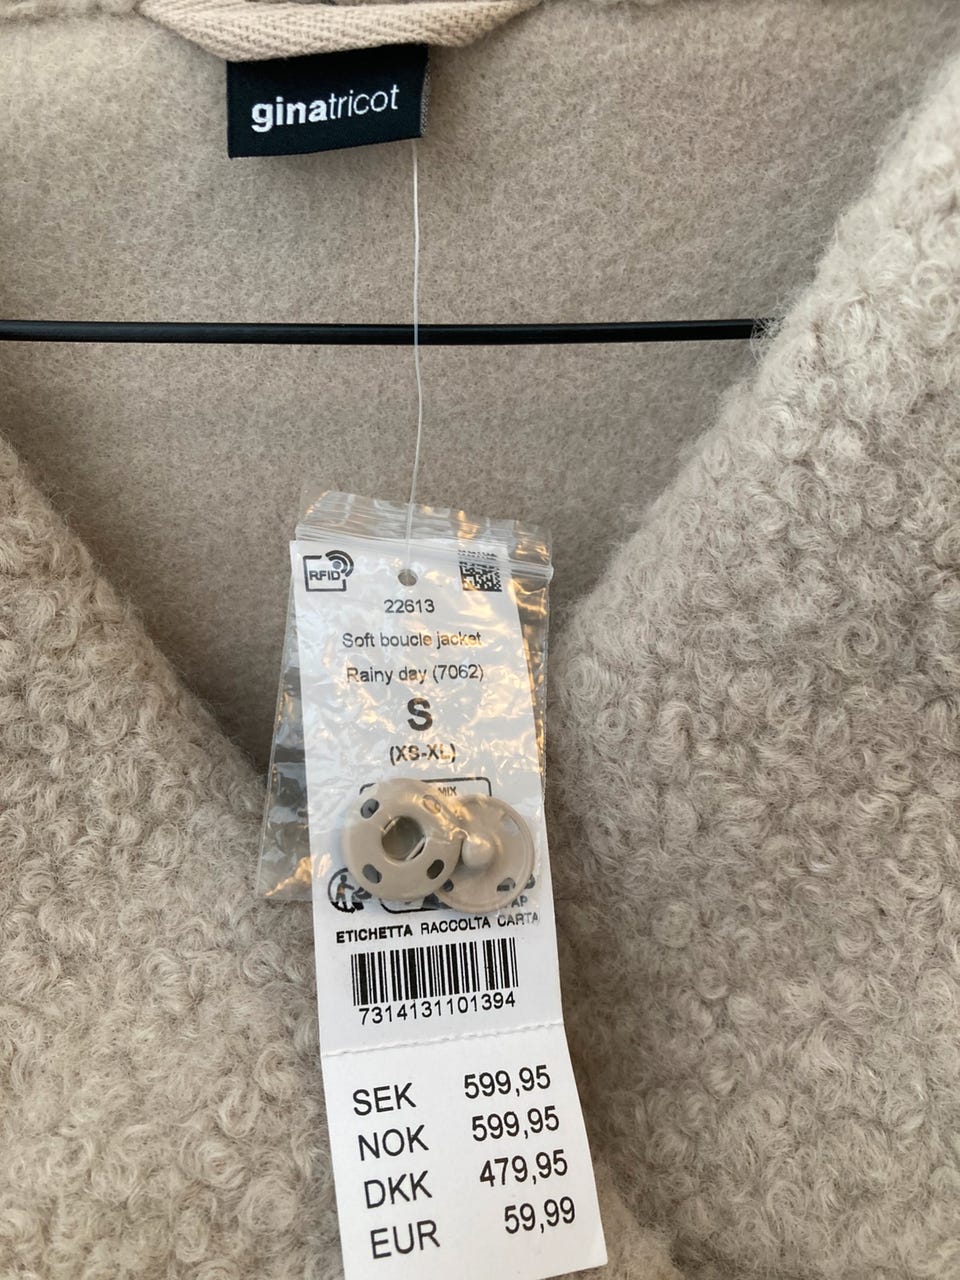 ginatricot
RFID
22613
Soft boucle jacket
Rainy day (7062)
S
(XS-XL)
MIX
ETICHETTA RACCOLTA CARTA
7314131101394
SEK 599,95
NOK 599,95
DKK 479,95
EUR 59,99